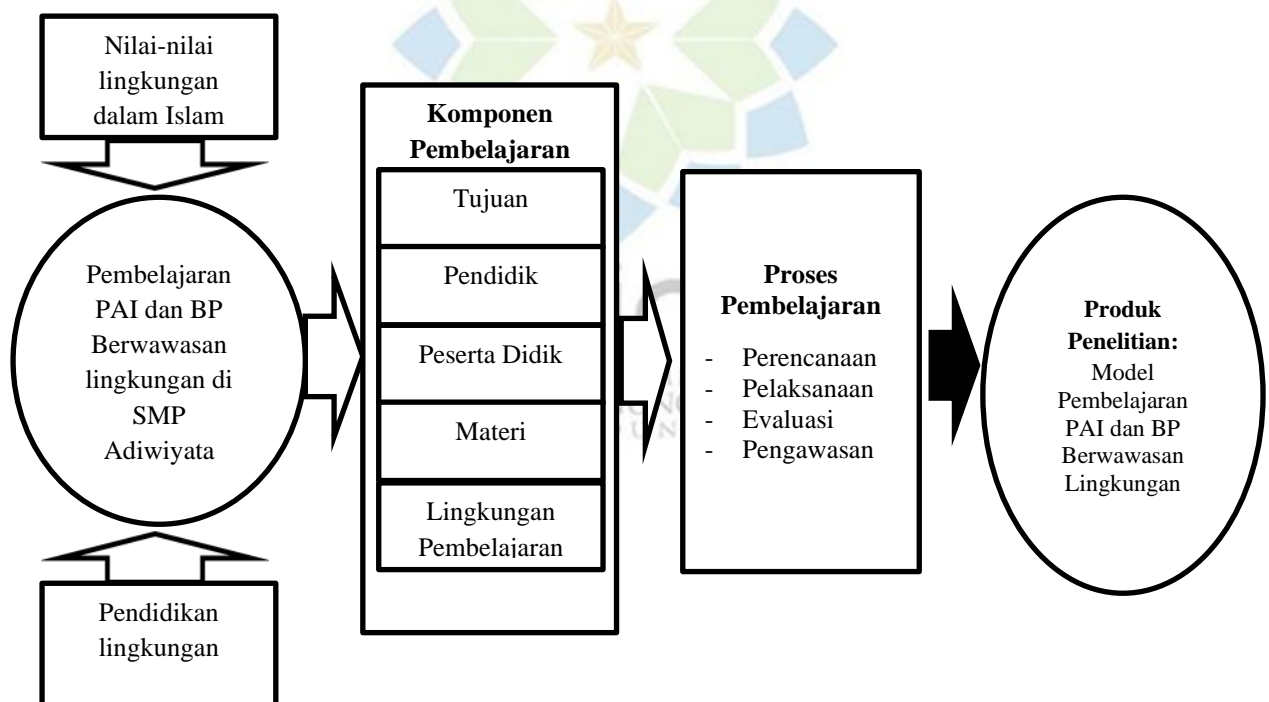 Nilai-nilai
lingkungan
dalam Islam
Pembelajaran
PAI dan BP
Berwawasan
lingkungan di
SMP
Adiwiyata
Pendidikan
lingkungan
Komponen
Pembelajaran
Tujuan
Pendidik
Peserta Didik
Materi
Lingkungan
Pembelajaran
Proses
Pembelajaran
- Perencanaan
- Pelaksanaan
- Evaluasi
- Pengawasan
Produk
Penelitian:
Model
Pembelajaran
PAI dan BP
Berwawasan
Lingkungan